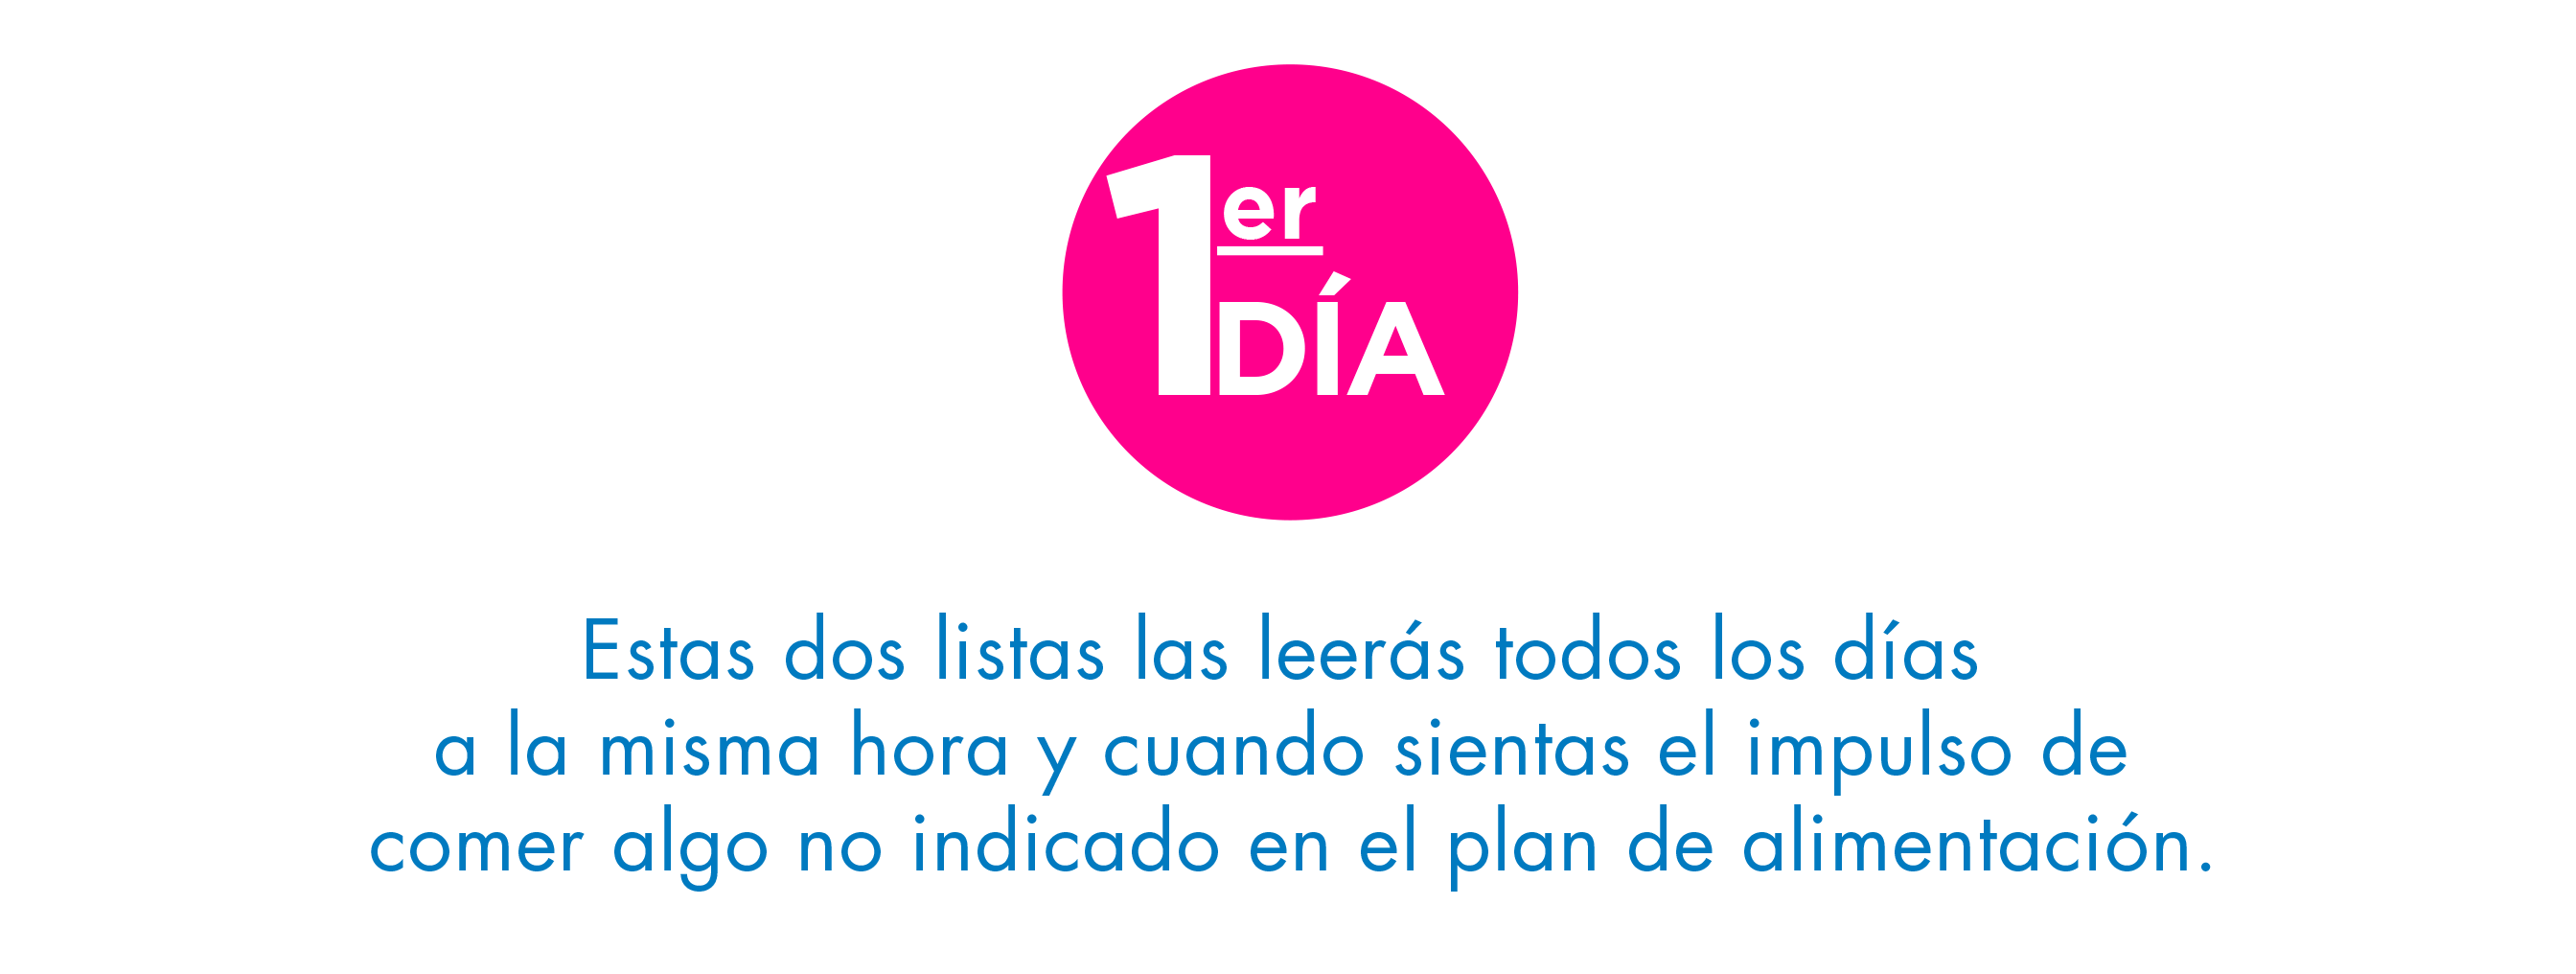 1er
DÍA
Estas dos listas las leerás todos los días
a la misma hora y cuando sientas el impulso de
comer algo no indicado en el plan de alimentación.